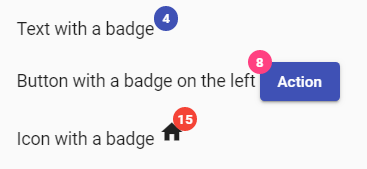 Text with a badge 4
8
Button with a badge on the left Action
Icon with a badge 15